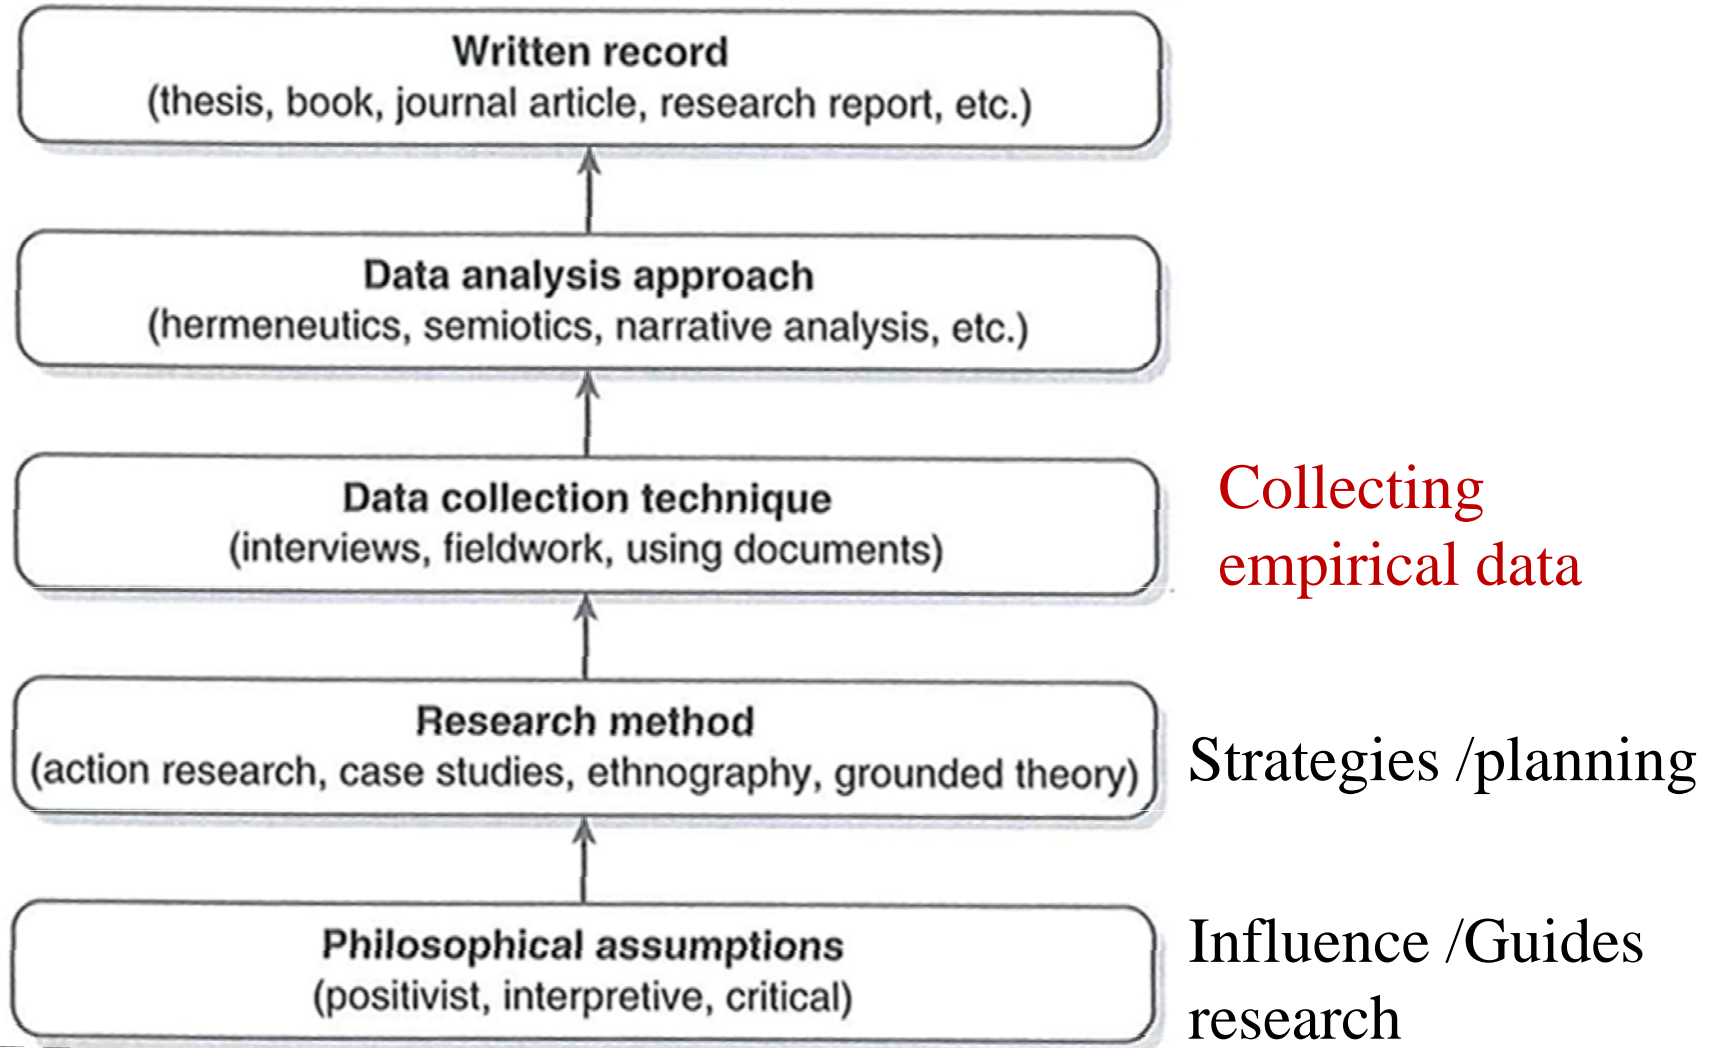 Written record
(thesis, book, journal article, research report, etc.)
Data analysis approach
(hermeneutics, semiotics, narrative analysis, etc.)
Data collection technique
(interviews, fieldwork, using documents)
Collecting
empirical data
Research method
(action research, case studies, ethnography, grounded theory)
Strategies /planning
Philosophical assumptions
(positivist, interpretive, critical)
Influence /Guides
research